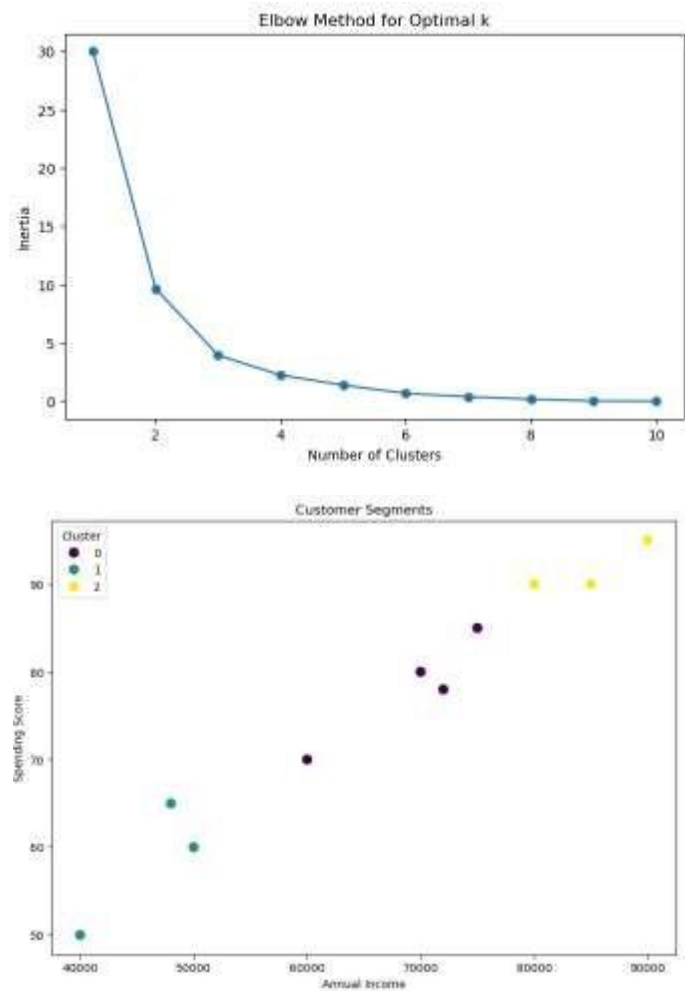 Elbow Method for Optimal k
30
25
20
15
10
5
0
Inertia
2 4 6 8 10
Number of Clusters
Customer Segments
Cluster
0
1
2
90
80
70
60
50
Spending Score
40000 50000 60000 70000 80000 90000
Annual Income